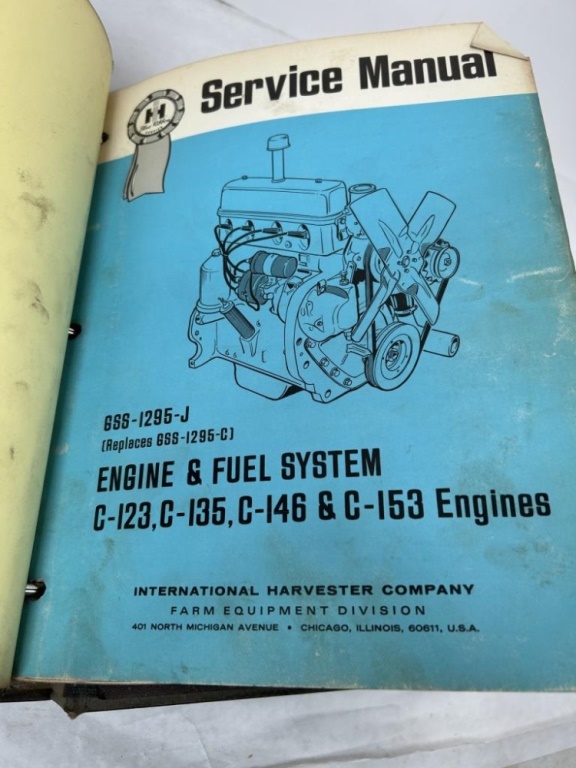 IH
Service Manual
GSS-1295-J
(Replaces GSS-1295-C)
ENGINE & FUEL SYSTEM
C-123, C-135, C-146 & C-153 Engines
INTERNATIONAL HARVESTER COMPANY
FARM EQUIPMENT DIVISION
401 NORTH MICHIGAN AVENUE • CHICAGO, ILLINOIS, 60611, U.S.A.